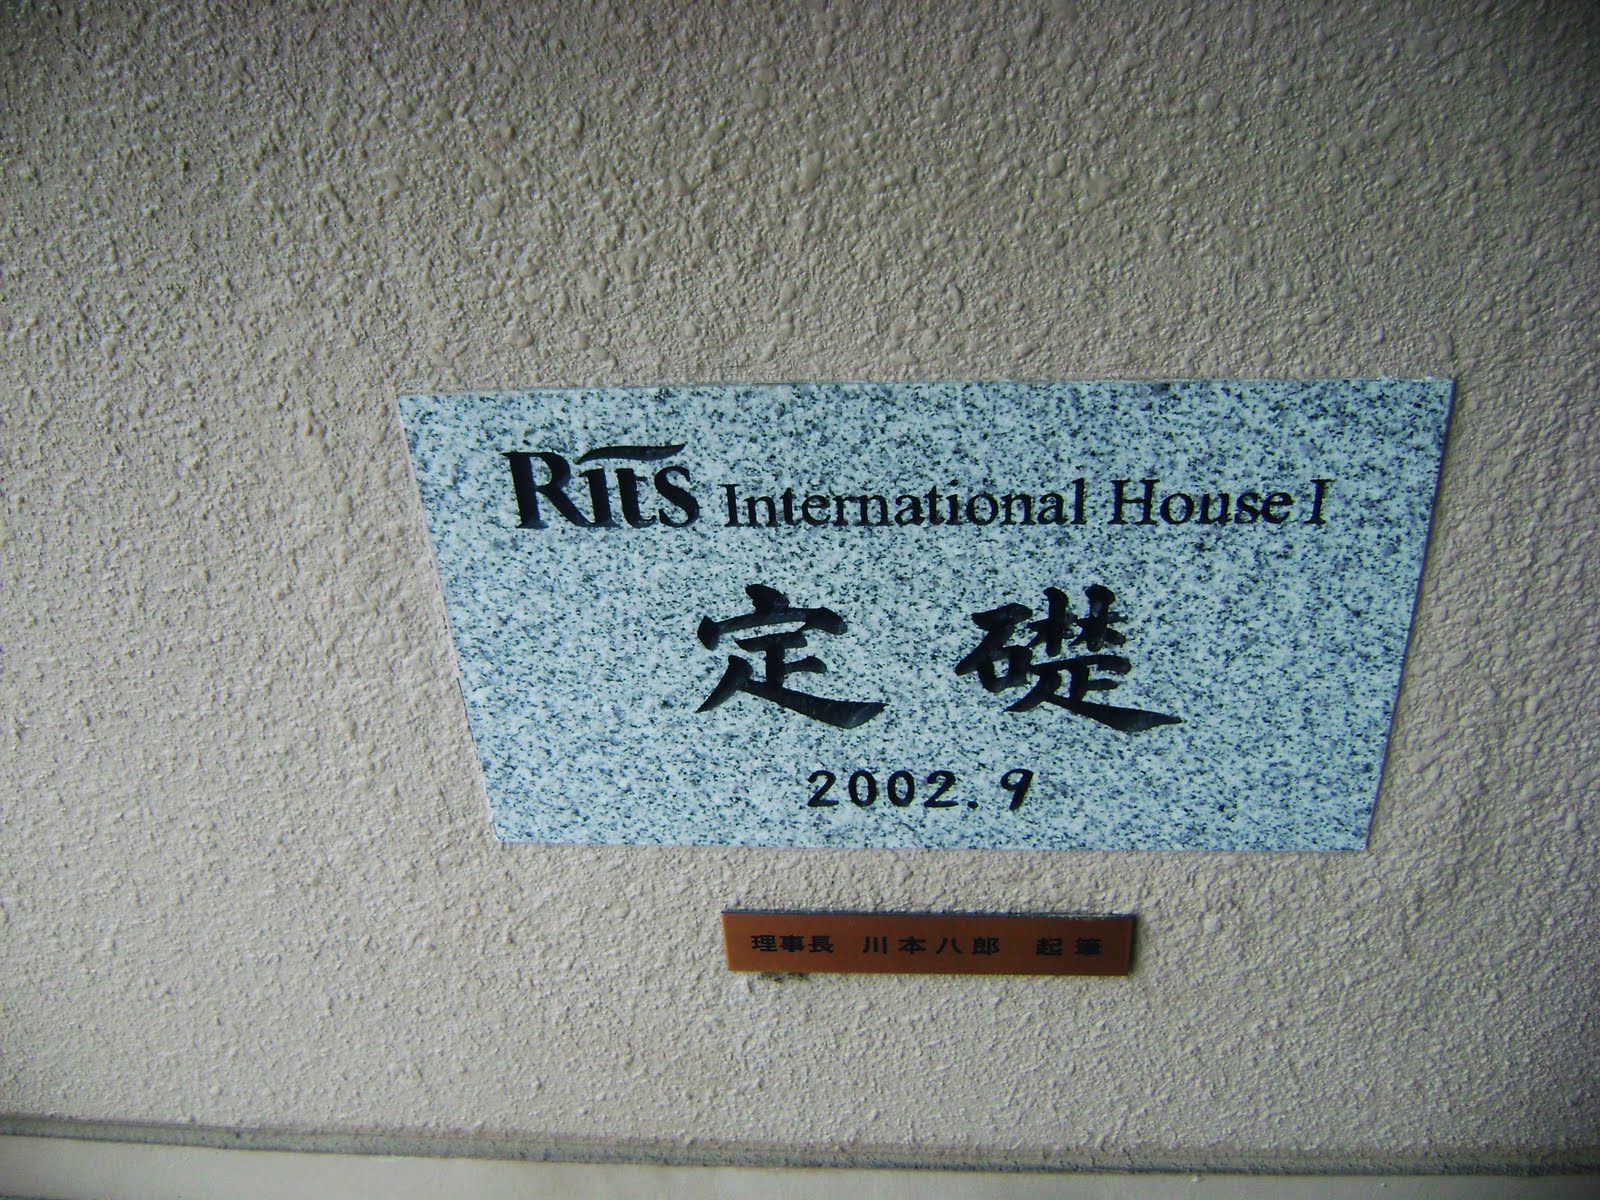 Rits International House I
定礎
2002.9
理事長 川本八郎 起筆